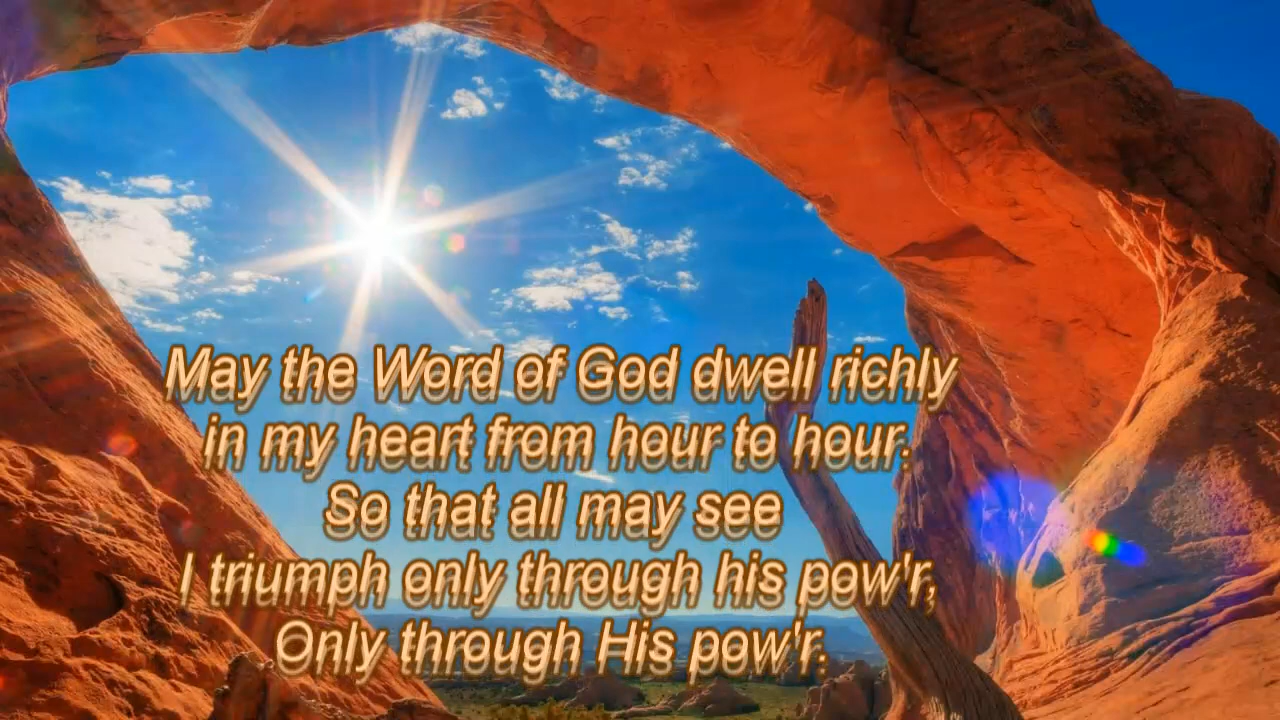 May the Word of God dwell richly
in my heart from hour to hour.
So that all may see
I triumph only through his pow'r,
Only through His pow'r.